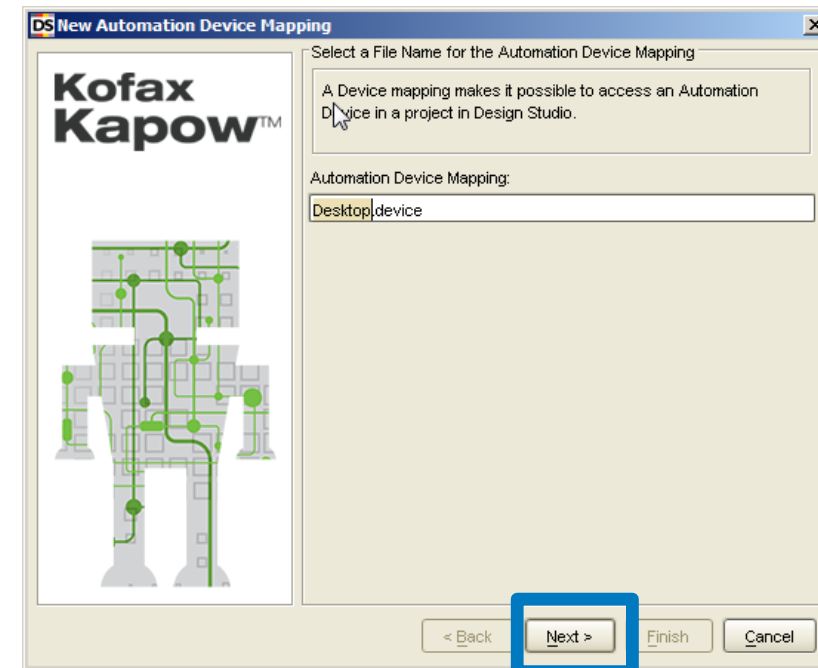 DS New Automation Device Mapping
Kofax
Kapow™
Select a File Name for the Automation Device Mapping
A Device mapping makes it possible to access an Automation
Device in a project in Design Studio.
Automation Device Mapping:
Desktop.device
< Back Next > Finish Cancel